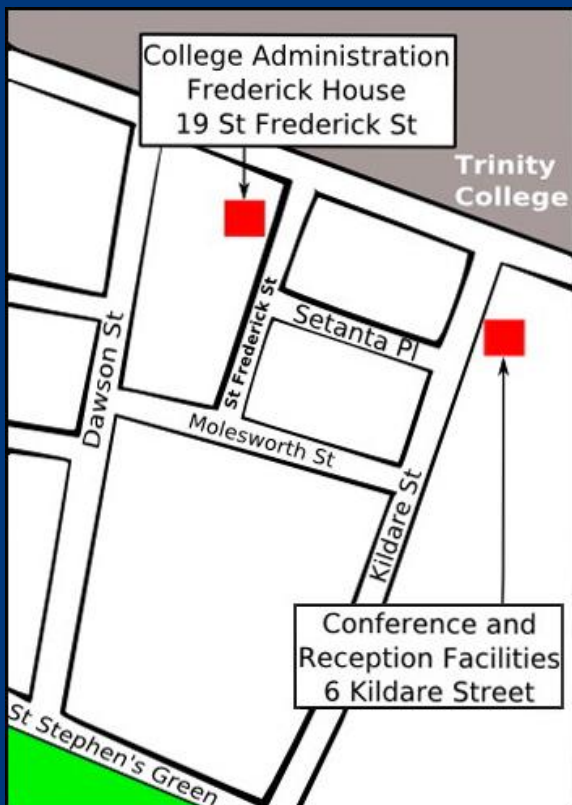 College Administration
Frederick House
19 St Frederick St
Trinity
College
St Frederick St
Setanta Pl
Dawson St
Molesworth St
Kildare St
Conference and
Reception Facilities
6 Kildare Street
St Stephen's Green